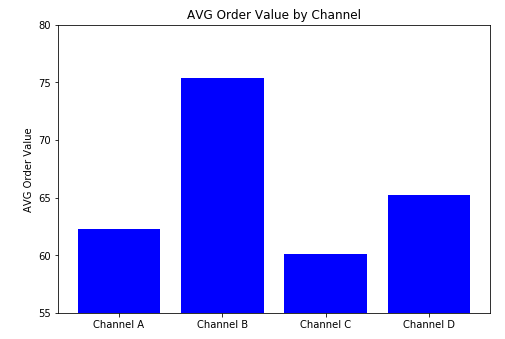 AVG Order Value by Channel
AVG Order Value
80
75
70
65
60
55
Channel A
Channel B
Channel C
Channel D